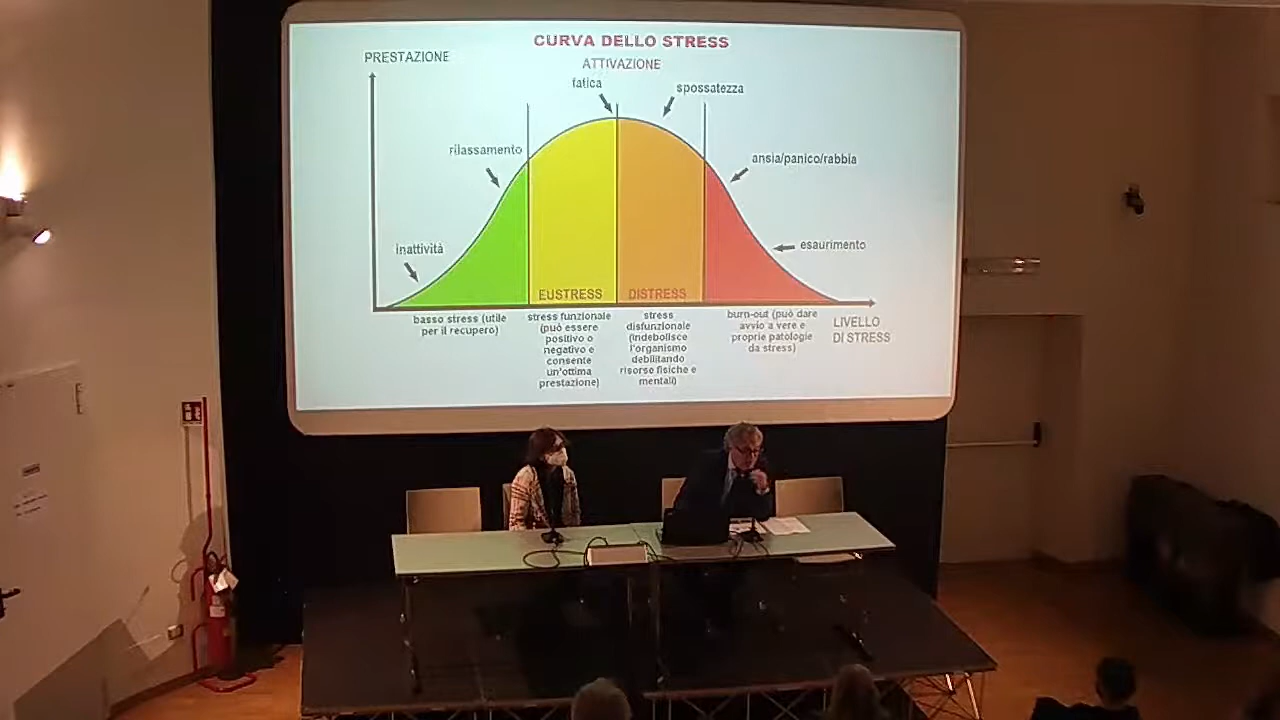 CURVA DELLO STRESS
PRESTAZIONE
ATTIVAZIONE
fatica
spossatezza
rilassamento
ansia/panico/rabbia
inattività
esaurimento
EUSTRESS
DISTRESS
basso stress (utile
per il recupero)
stress funzionale
(può essere
positivo o
negativo e
consente
un'ottima
prestazione)
stress
disfunzionale
(indebolisce
l'organismo
debilitando
risorse fisiche e
mentali)
burn-out (può dare
avvio a vere e
proprie patologie
da stress)
LIVELLO
DI STRESS